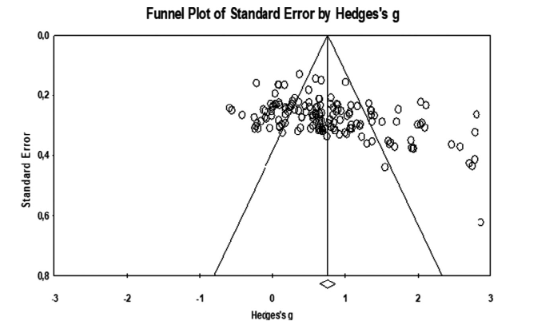 Funnel Plot of Standard Error by Hedges's g
0,0
0,2
0,4
0,6
0,8
Standard Error
-3 -2 -1 0 1 2 3
Hedges's g